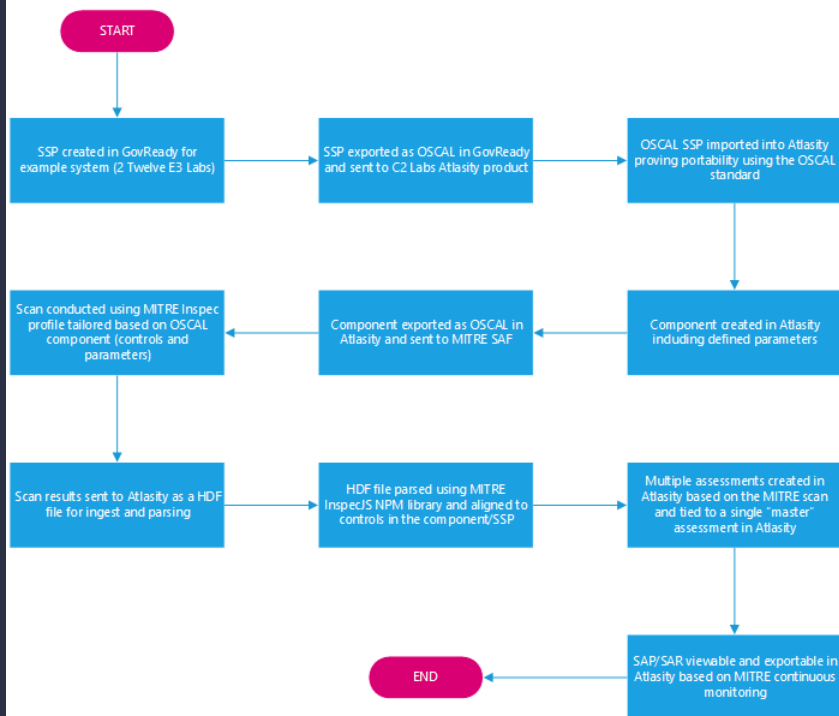 START
SSP created in GovReady for
example system (2 Twelve E3 Labs)
SSP exported as OSCAL in GovReady
and sent to C2 Labs Atlasity product
OSCAL SSP imported into Atlasity
proving portability using the OSCAL
standard
Component created in Atlasity
including defined parameters
Component exported as OSCAL in
Atlasity and sent to MITRE SAF
Scan conducted using MITRE Inspec
profile tailored based on OSCAL
component (controls and
parameters)
Scan results sent to Atlasity as a HDF
file for ingest and parsing
HDF file parsed using MITRE
InspecJS NPM library and aligned to
controls in the component/SSP
Multiple assessments created in
Atlasity based on the MITRE scan
and tied to a single "master"
assessment in Atlasity
SAP/SAR viewable and exportable in
Atlasity based on MITRE continuous
monitoring
END